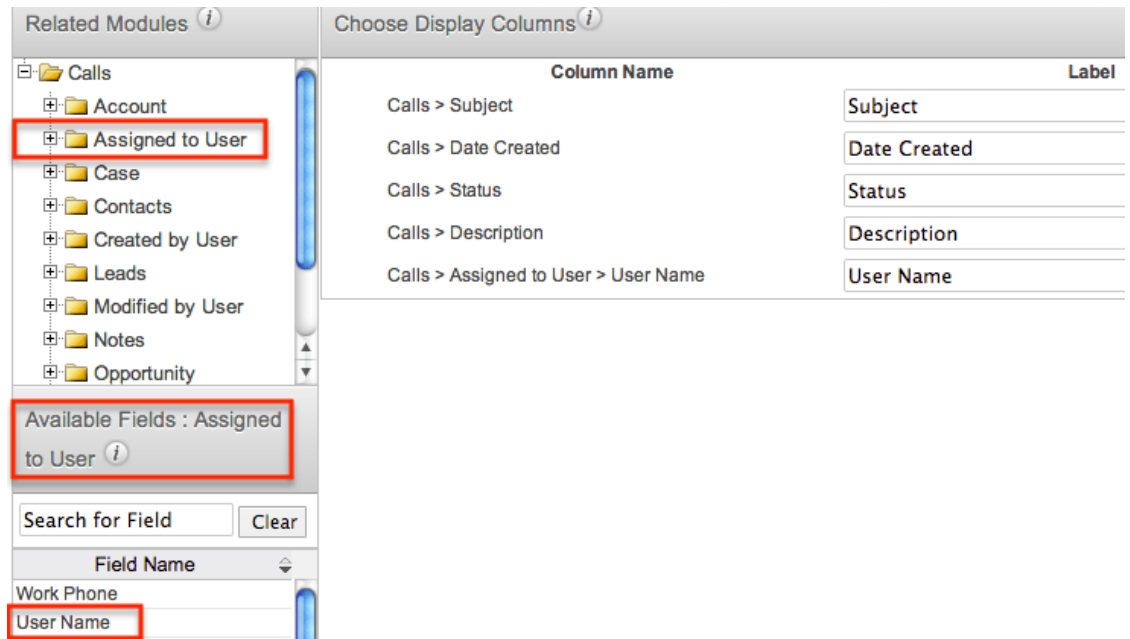 Related Modules i
Calls
Account
Assigned to User
Case
Contacts
Created by User
Leads
Modified by User
Notes
Opportunity
Available Fields : Assigned
to User i
Search for Field Clear
Field Name
Work Phone
User Name
Choose Display Columns i
Column Name Label
Calls > Subject Subject
Calls > Date Created Date Created
Calls > Status Status
Calls > Description Description
Calls > Assigned to User > User Name User Name